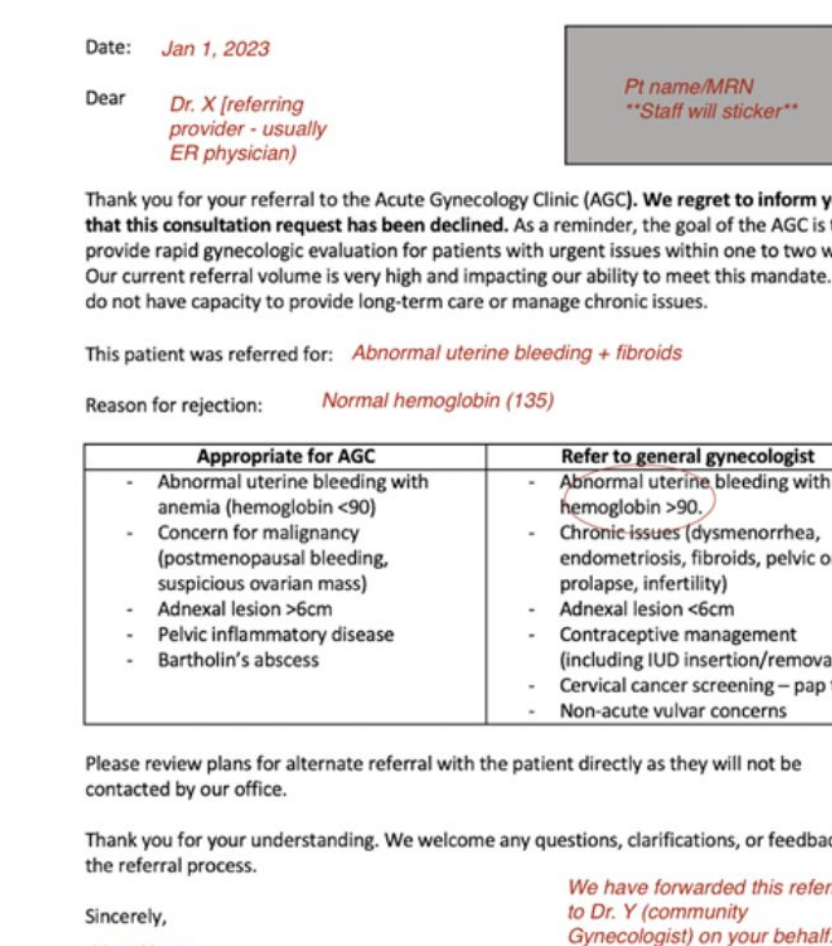 Date: Jan 1, 2023
Pt name/MRN
**Staff will sticker**
Dear Dr. X [referring
provider - usually
ER physician)
Thank you for your referral to the Acute Gynecology Clinic (AGC). We regret to inform y
that this consultation request has been declined. As a reminder, the goal of the AGC is t
provide rapid gynecologic evaluation for patients with urgent issues within one to two w
Our current referral volume is very high and impacting our ability to meet this mandate.
do not have capacity to provide long-term care or manage chronic issues.
This patient was referred for: Abnormal uterine bleeding + fibroids
Reason for rejection: Normal hemoglobin (135)
Appropriate for AGC
- Abnormal uterine bleeding with
anemia (hemoglobin <90)
- Concern for malignancy
(postmenopausal bleeding,
suspicious ovarian mass)
- Adnexal lesion >6cm
- Pelvic inflammatory disease
- Bartholin's abscess
Refer to general gynecologist
- Abnormal uterine bleeding with
hemoglobin >90.
- Chronic issues (dysmenorrhea,
endometriosis, fibroids, pelvic o
prolapse, infertility)
- Adnexal lesion <6cm
- Contraceptive management
(including IUD insertion/remova
- Cervical cancer screening – pap
- Non-acute vulvar concerns
Please review plans for alternate referral with the patient directly as they will not be
contacted by our office.
Thank you for your understanding. We welcome any questions, clarifications, or feedbac
the referral process.
We have forwarded this refer
to Dr. Y (community
Gynecologist) on your behalf.
Sincerely,